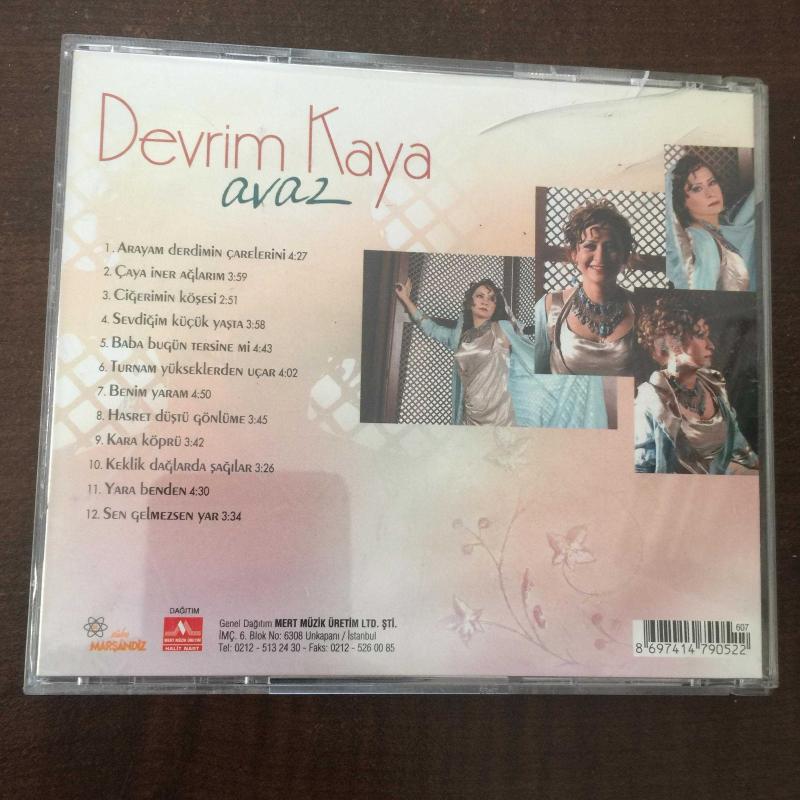 Devrim Kaya
avaz
1. Arayam derdimin çarelerini 4:27
2. Çaya iner ağlarım 3:59
3. Ciğerimin köşesi 2:51
4. Sevdiğim küçük yaşta 3:58
5. Baba bugün tersine mi 4:43
6. Turnam yükseklerden uçar 4:02
7. Benim yaram 4:50
8. Hasret düştü gönlüme 3:45
9. Kara köprü 3:42
10. Keklik dağlarda şağılar 3:26
11. Yara benden 4:30
12. Sen gelmezsen yar 3:34
MARŞANDİZ
DAĞITIM
MERT MÜZİK ÜRETİM
HALİT NART
Genel Dağıtım MERT MÜZİK ÜRETİM LTD. ŞTİ.
İMÇ. 6. Blok No: 6308 Unkapanı / İstanbul
Tel: 0212 - 513 24 30 - Faks: 0212 - 526 00 85
607
8 697414 790522